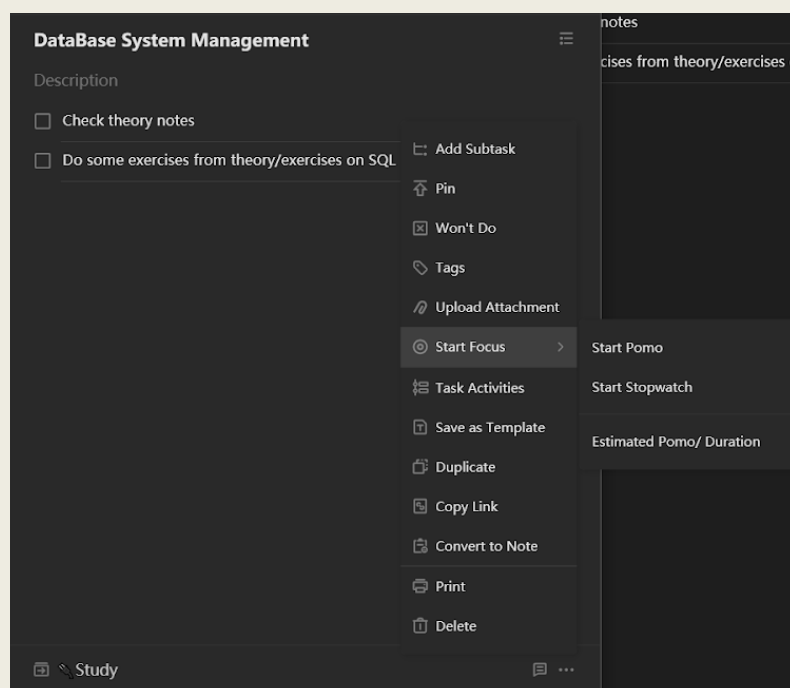 DataBase System Management
Description
Check theory notes
Do some exercises from theory/exercises on SQL
notes
cises from theory/exercises
Add Subtask
Pin
Won't Do
Tags
Upload Attachment
Start Focus
Start Pomo
Start Stopwatch
Estimated Pomo/ Duration
Task Activities
Save as Template
Duplicate
Copy Link
Convert to Note
Print
Delete
Study